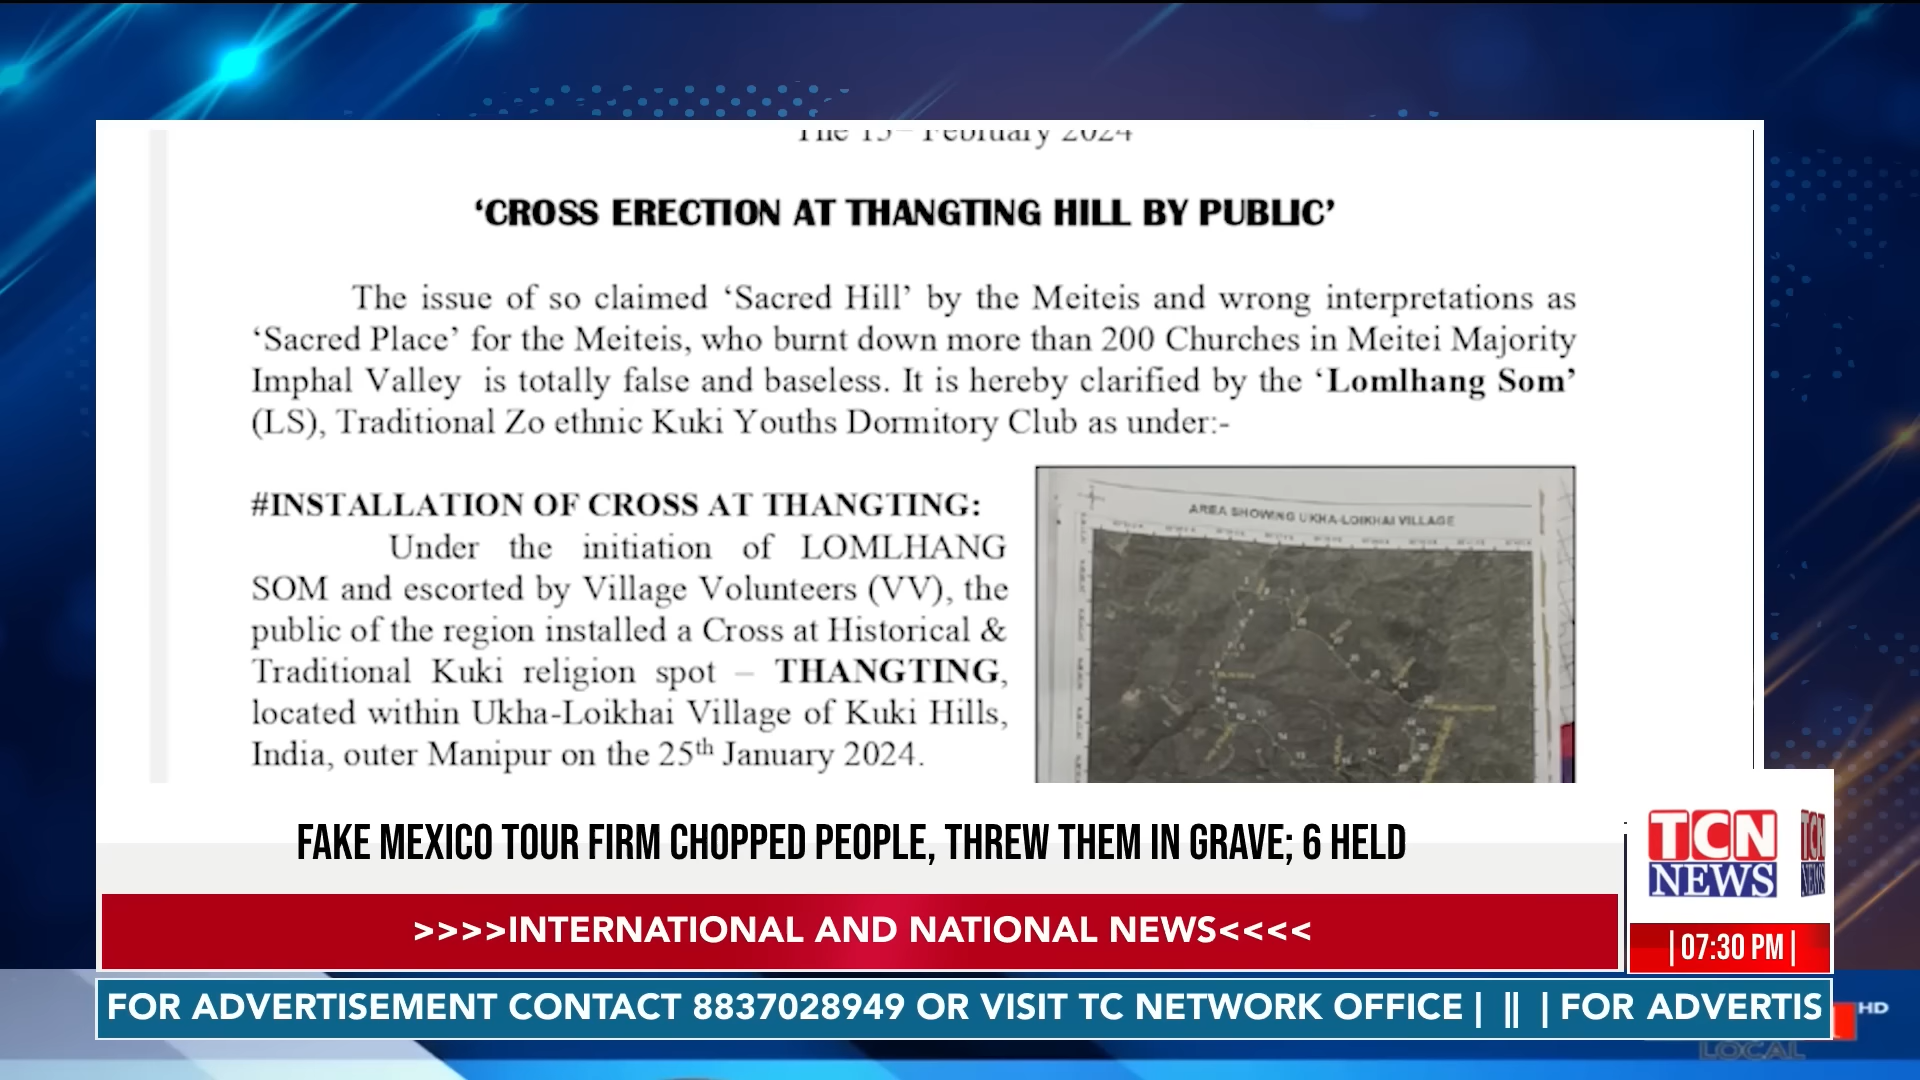 The 15 February 2024
‘CROSS ERECTION AT THANGTING HILL BY PUBLIC’
The issue of so claimed ‘Sacred Hill’ by the Meiteis and wrong interpretations as
‘Sacred Place’ for the Meiteis, who burnt down more than 200 Churches in Meitei Majority
Imphal Valley is totally false and baseless. It is hereby clarified by the ‘Lomlhang Som’
(LS), Traditional Zo ethnic Kuki Youths Dormitory Club as under:-
#INSTALLATION OF CROSS AT THANGTING:
Under the initiation of LOMLHANG
SOM and escorted by Village Volunteers (VV), the
public of the region installed a Cross at Historical &
Traditional Kuki religion spot – THANGTING,
located within Ukha-Loikhai Village of Kuki Hills,
India, outer Manipur on the 25th January 2024.
AREA SHOWING UKHA-LOIKHAI VILLAGE
FAKE MEXICO TOUR FIRM CHOPPED PEOPLE, THREW THEM IN GRAVE; 6 HELD
TCN
NEWS
TCN
NEWS
>>>>INTERNATIONAL AND NATIONAL NEWS<<<<
|07:30 PM|
FOR ADVERTISEMENT CONTACT 8837028949 OR VISIT TC NETWORK OFFICE | || | FOR ADVERTIS
HD
LOCAL